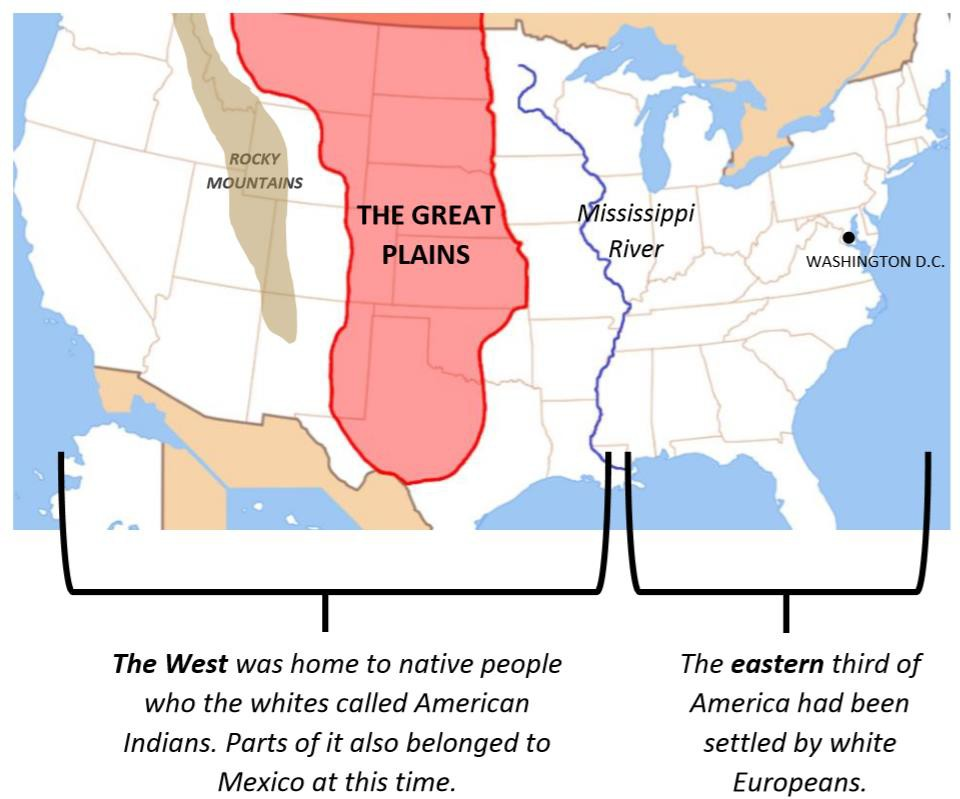 ROCKY
MOUNTAINS
THE GREAT
PLAINS
Mississippi
River
WASHINGTON D.C.
The West was home to native people
who the whites called American
Indians. Parts of it also belonged to
Mexico at this time.
The eastern third of
America had been
settled by white
Europeans.